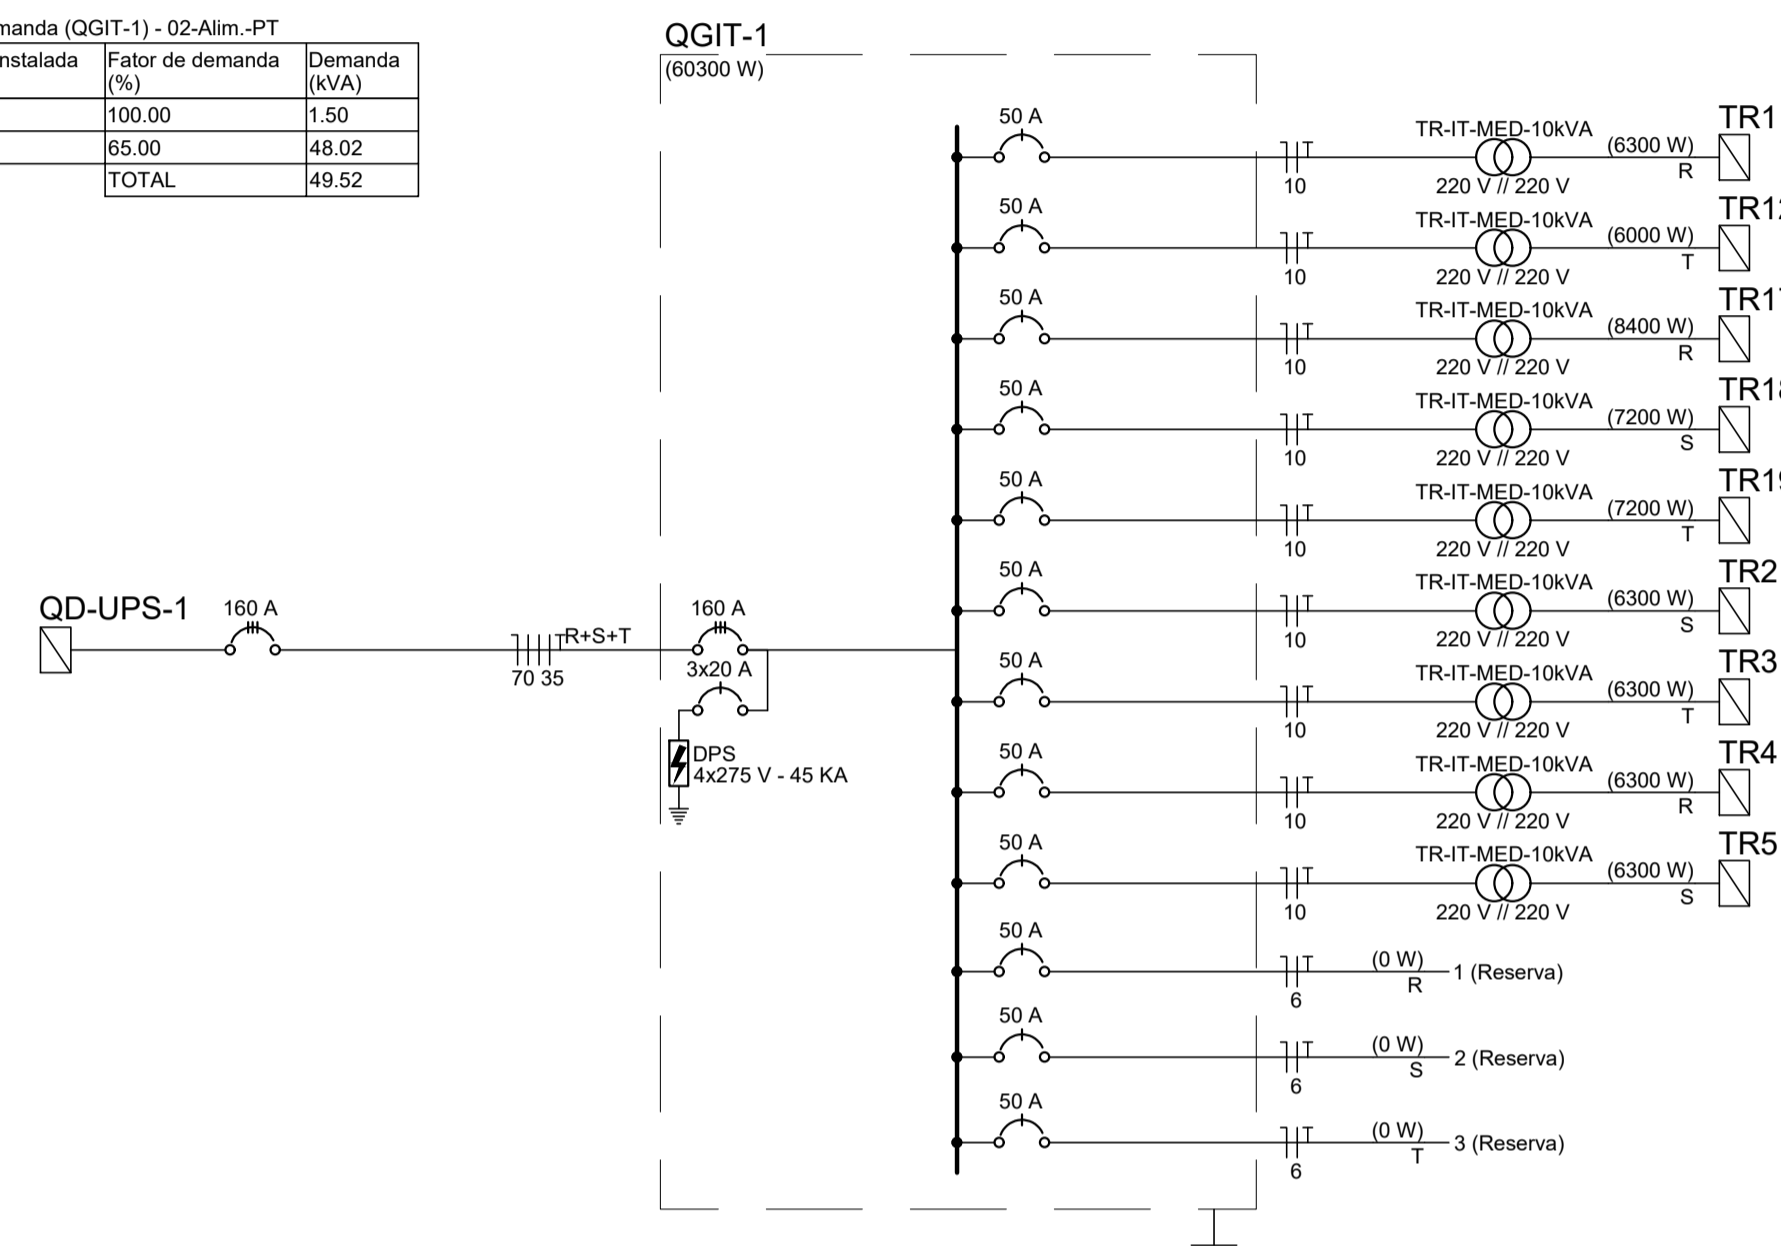 manda (QGIT-1) - 02-Alim.-PT
nstalada Fator de demanda (%) Demanda (kVA)
100.00 1.50
65.00 48.02
TOTAL 49.52
QGIT-1
(60300 W)
50 A TR-IT-MED-10kVA (6300 W) TR1
10 220 V // 220 V R
50 A TR-IT-MED-10kVA (6000 W) TR12
10 220 V // 220 V T
50 A TR-IT-MED-10kVA (8400 W) TR17
10 220 V // 220 V R
50 A TR-IT-MED-10kVA (7200 W) TR18
10 220 V // 220 V S
50 A TR-IT-MED-10kVA (7200 W) TR19
10 220 V // 220 V T
50 A TR-IT-MED-10kVA (6300 W) TR2
10 220 V // 220 V S
QD-UPS-1 160 A R+S+T 160 A
70 35 3x20 A
50 A TR-IT-MED-10kVA (6300 W) TR3
10 220 V // 220 V T
DPS
4x275 V - 45 KA
50 A TR-IT-MED-10kVA (6300 W) TR4
10 220 V // 220 V R
50 A TR-IT-MED-10kVA (6300 W) TR5
10 220 V // 220 V S
50 A (0 W) 1 (Reserva)
6 R
50 A (0 W) 2 (Reserva)
6 S
50 A (0 W) 3 (Reserva)
6 T